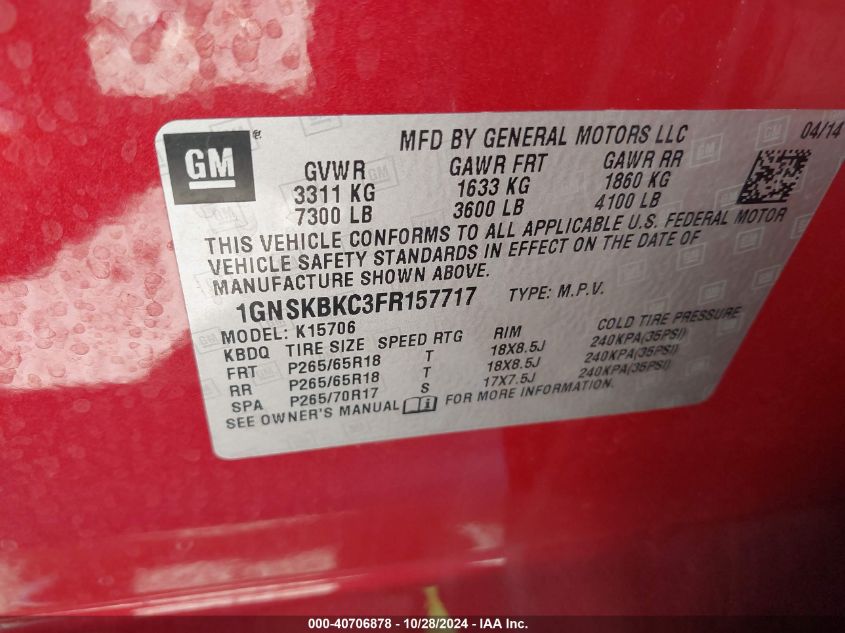 GM ®
MFD BY GENERAL MOTORS LLC 04/14
GVWR GAWR FRT GAWR RR
3311 KG 1633 KG 1860 KG
7300 LB 3600 LB 4100 LB
THIS VEHICLE CONFORMS TO ALL APPLICABLE U.S. FEDERAL MOTOR
VEHICLE SAFETY STANDARDS IN EFFECT ON THE DATE OF
MANUFACTURE SHOWN ABOVE.
1GNSKBKC3FR157717 TYPE: M.P.V.
MODEL: K15706
KBDQ TIRE SIZE SPEED RTG RIM COLD TIRE PRESSURE
FRT P265/65R18 T 18X8.5J 240KPA(35PSI)
RR P265/65R18 T 18X8.5J 240KPA(35PSI)
SPA P265/70R17 S 17X7.5J 240KPA(35PSI)
SEE OWNER'S MANUAL FOR MORE INFORMATION.
000-40706878 - 10/28/2024 - IAA Inc.